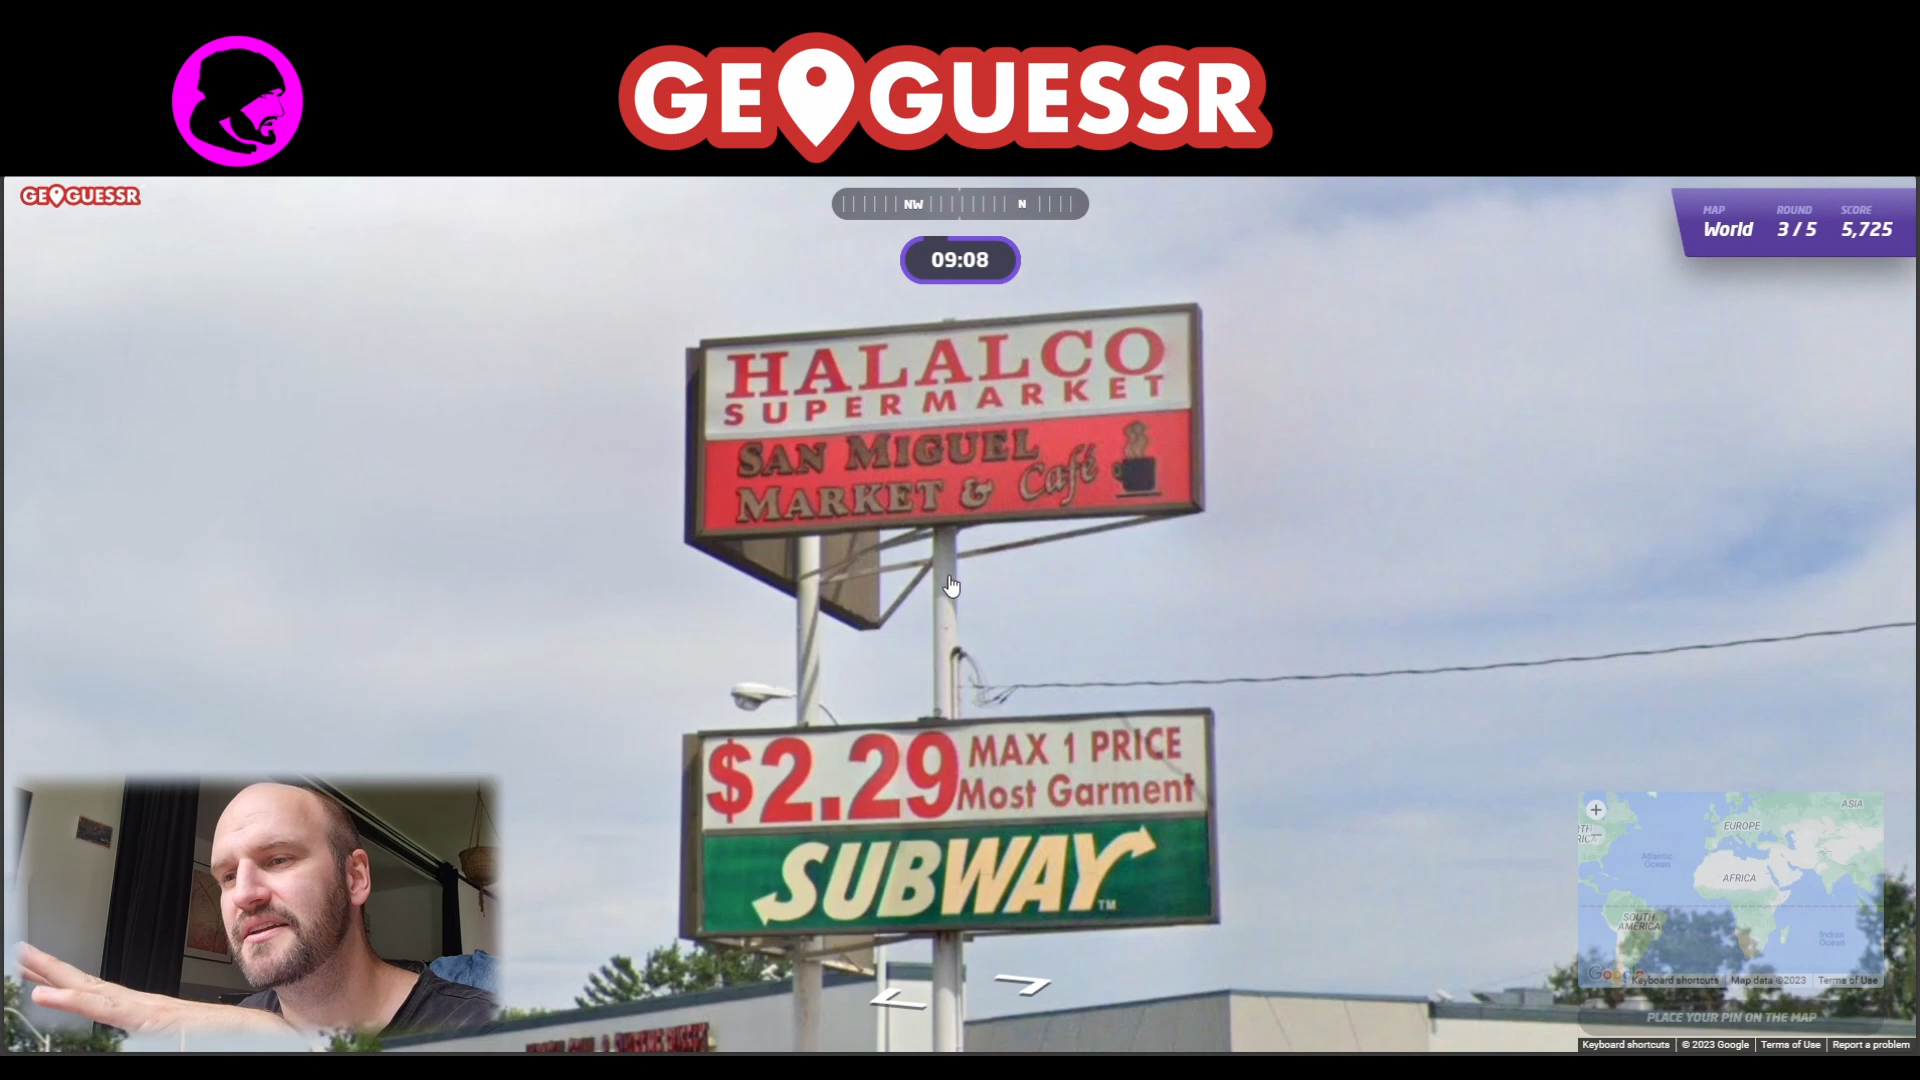 GEOGUESSR
GEOGUESSR
NW N
09:08
MAP ROUND SCORE
World 3 / 5 5,725
HALALCO
SUPERMARKET
SAN MIGUEL
MARKET & Café
$2.29 MAX 1 PRICE
Most Garment
SUBWAY™
ASIA
EUROPE
Atlantic
Ocean
AFRICA
SOUTH
AMERICA
Indian
Ocean
Google
Keyboard shortcuts Map data ©2023 Terms of Use
PLACE YOUR PIN ON THE MAP
Keyboard shortcuts © 2023 Google Terms of Use Report a problem